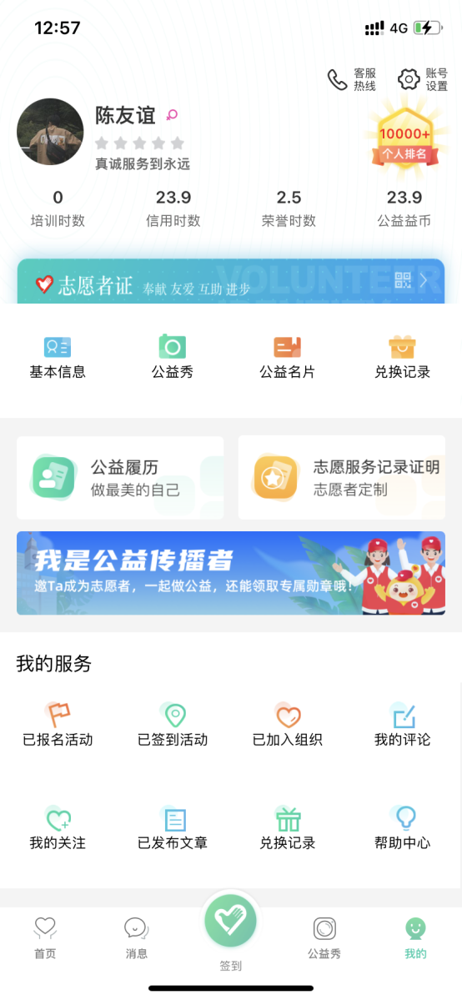 12:57
4G
客服
热线
账号
设置
陈友谊
真诚服务到永远
10000+
个人排名
0
23.9
2.5
23.9
培训时数
信用时数
荣誉时数
公益益币
VOLUNTEER
志愿者证
奉献 友爱 互助 进步
基本信息
公益秀
公益名片
兑换记录
公益履历
做最美的自己
志愿服务记录证明
志愿者定制
我是公益传播者
邀Ta成为志愿者，一起做公益，还能领取专属勋章哦！
我的服务
已报名活动
已签到活动
已加入组织
我的评论
我的关注
已发布文章
兑换记录
帮助中心
首页
消息
签到
公益秀
我的